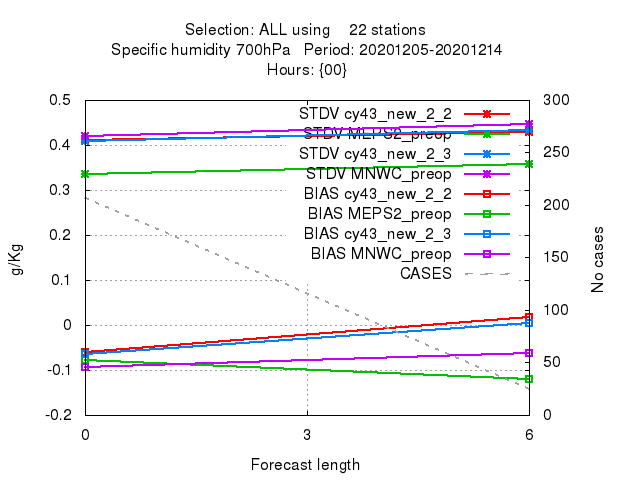 Selection: ALL using 22 stations
Specific humidity 700hPa Period: 20201205-20201214
Hours: {00}
0.5
0.4
0.3
0.2
0.1
0
-0.1
-0.2
g/Kg
STDV cy43_new_2_2
STDV MEPS2_preop
STDV cy43_new_2_3
STDV MNWC_preop
BIAS cy43_new_2_2
BIAS MEPS2_preop
BIAS cy43_new_2_3
BIAS MNWC_preop
CASES
300
250
200
150
100
50
0
No cases
0 3 6
Forecast length